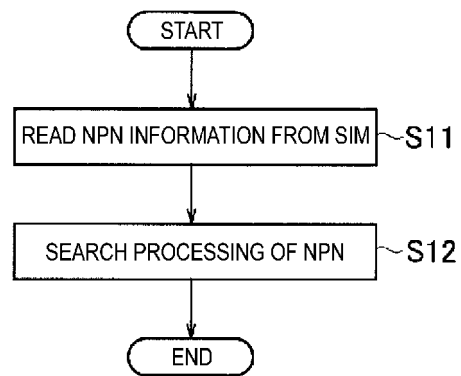 START
READ NPN INFORMATION FROM SIM
S11
SEARCH PROCESSING OF NPN
S12
END